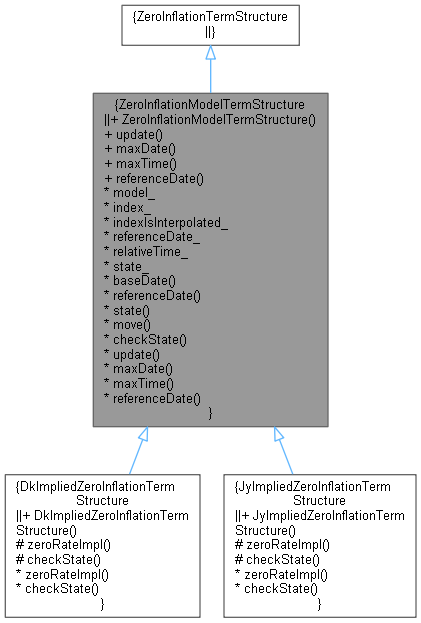 {ZeroInflationTermStructure
||}
{ZeroInflationModelTermStructure
||+ ZeroInflationModelTermStructure()
+ update()
+ maxDate()
+ maxTime()
+ referenceDate()
* model_
* index_
* indexIsInterpolated_
* referenceDate_
* relativeTime_
* state_
* baseDate()
* referenceDate()
* state()
* move()
* checkState()
* update()
* maxDate()
* maxTime()
* referenceDate()
}
{DkImpliedZeroInflationTerm
Structure
||+ DkImpliedZeroInflationTerm
Structure()
# zeroRateImpl()
# checkState()
* zeroRateImpl()
* checkState()
}
{JyImpliedZeroInflationTerm
Structure
||+ JyImpliedZeroInflationTerm
Structure()
# zeroRateImpl()
# checkState()
* zeroRateImpl()
* checkState()
}